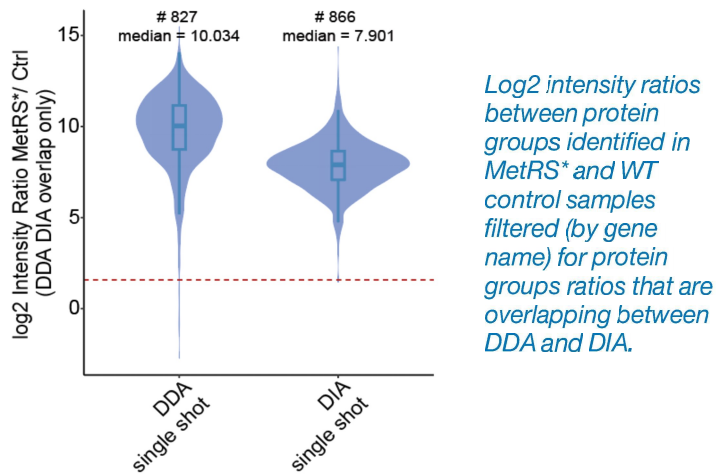 # 827
median = 10.034
# 866
median = 7.901
log2 Intensity Ratio MetRS*/ Ctrl
(DDA DIA overlap only)
15
10
5
0
DDA
single shot
DIA
single shot
Log2 intensity ratios
between protein
groups identified in
MetRS* and WT
control samples
filtered (by gene
name) for protein
groups ratios that are
overlapping between
DDA and DIA.